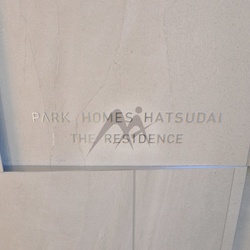 PARK HOMES HATSUDAI
THE RESIDENCE